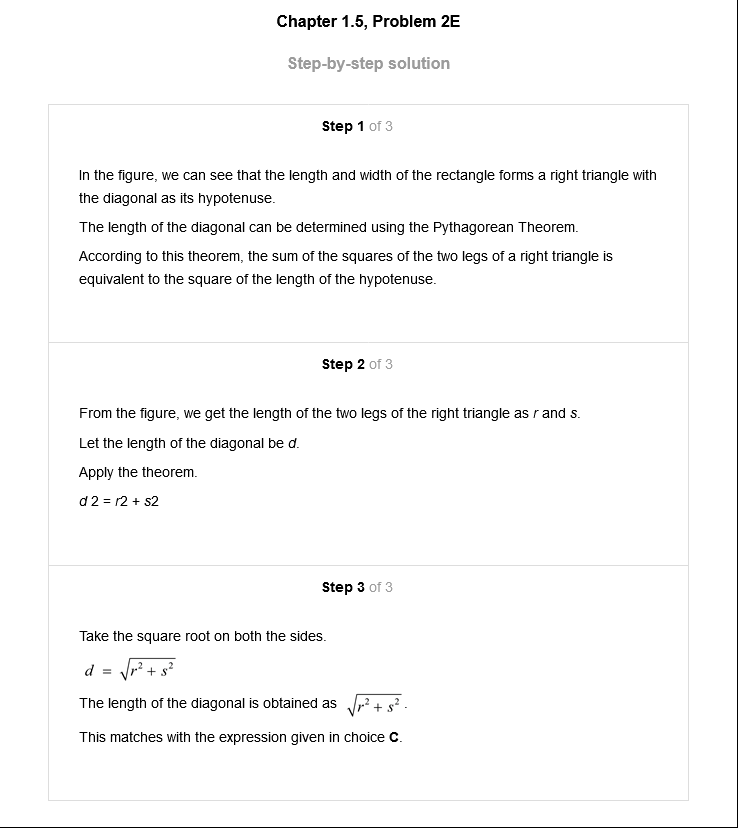 Chapter 1.5, Problem 2E
Step-by-step solution
Step 1 of 3
In the figure, we can see that the length and width of the rectangle forms a right triangle with
the diagonal as its hypotenuse.
The length of the diagonal can be determined using the Pythagorean Theorem.
According to this theorem, the sum of the squares of the two legs of a right triangle is
equivalent to the square of the length of the hypotenuse.
Step 2 of 3
From the figure, we get the length of the two legs of the right triangle as r and s.
Let the length of the diagonal be d.
Apply the theorem.
d 2 = r2 + s2
Step 3 of 3
Take the square root on both the sides.
d = √(r² + s²)
The length of the diagonal is obtained as √(r² + s²) .
This matches with the expression given in choice C.